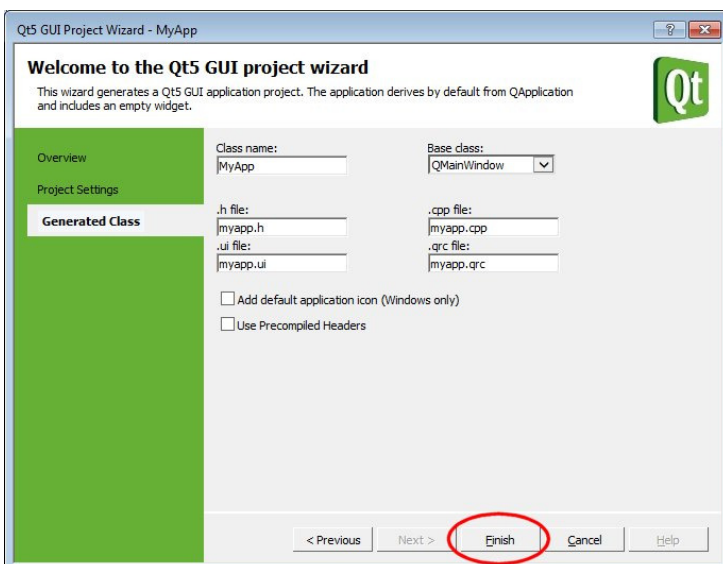 Qt5 GUI Project Wizard - MyApp
?
Welcome to the Qt5 GUI project wizard
This wizard generates a Qt5 GUI application project. The application derives by default from QApplication
and includes an empty widget.
Qt
Overview
Project Settings
Generated Class
Class name:
Base class:
MyApp
QMainWindow
.h file:
.cpp file:
myapp.h
myapp.cpp
.ui file:
.qrc file:
myapp.ui
myapp.qrc
Add default application icon (Windows only)
Use Precompiled Headers
< Previous
Next >
Finish
Cancel
Help